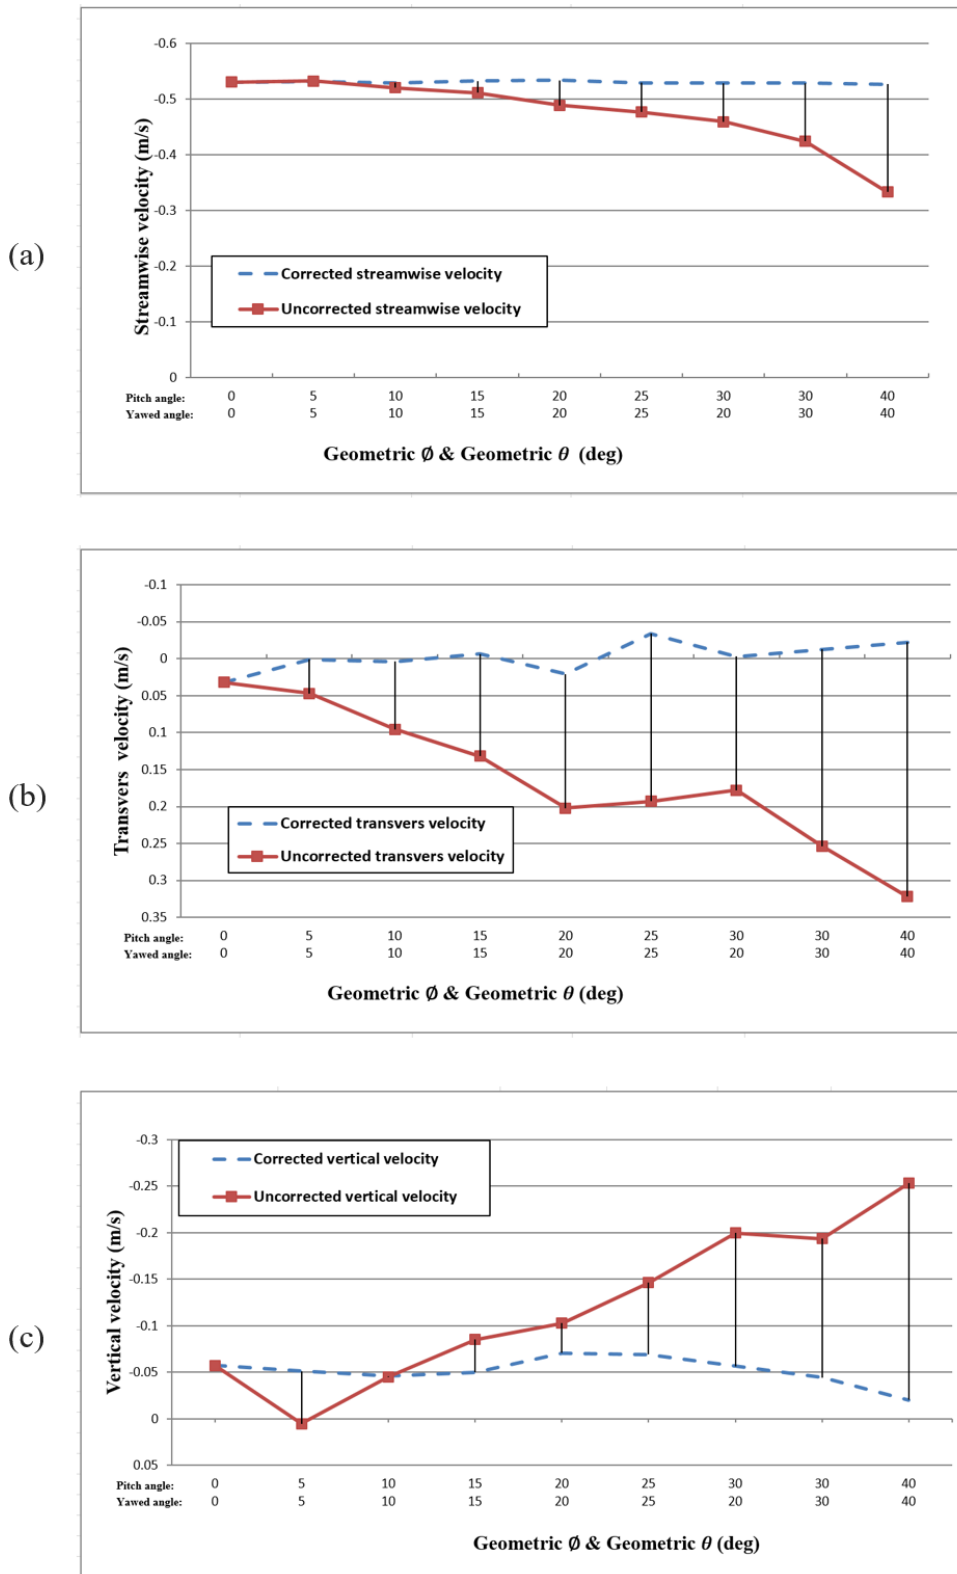 (a)
-0.6
-0.5
-0.4
-0.3
-0.2
-0.1
0
Streamwise velocity (m/s)
Corrected streamwise velocity
Uncorrected streamwise velocity
Pitch angle: 0 5 10 15 20 25 30 30 40
Yawed angle: 0 5 10 15 20 25 20 30 40
Geometric Ø & Geometric θ (deg)
(b)
-0.1
-0.05
0
0.05
0.1
0.15
0.2
0.25
0.3
0.35
Transvers velocity (m/s)
Corrected transvers velocity
Uncorrected transvers velocity
Pitch angle: 0 5 10 15 20 25 30 30 40
Yawed angle: 0 5 10 15 20 25 20 30 40
Geometric Ø & Geometric θ (deg)
(c)
-0.3
-0.25
-0.2
-0.15
-0.1
-0.05
0
0.05
Vertical velocity (m/s)
Corrected vertical velocity
Uncorrected vertical velocity
Pitch angle: 0 5 10 15 20 25 30 30 40
Yawed angle: 0 5 10 15 20 25 20 30 40
Geometric Ø & Geometric θ (deg)